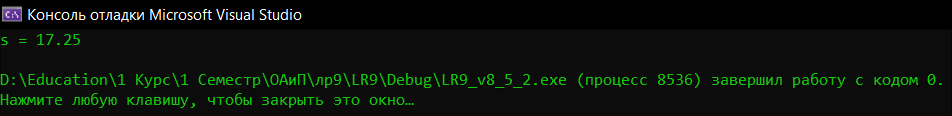 Консоль отладки Microsoft Visual Studio
s = 17.25
D:\Education\1 Курс\1 Семестр\ОАиП\лр9\LR9\Debug\LR9_v8_5_2.exe (процесс 8536) завершил работу с кодом 0.
Нажмите любую клавишу, чтобы закрыть это окно…